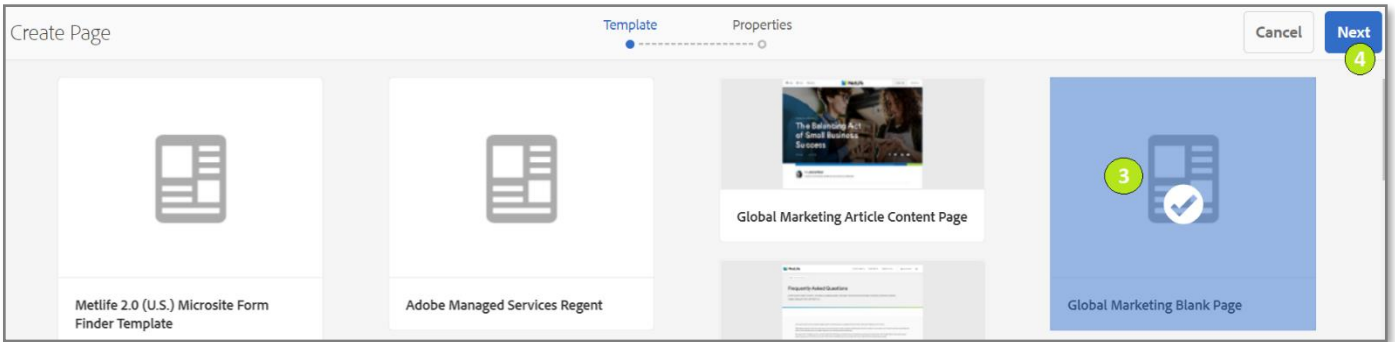 Create Page
Template
Properties
Cancel
Next
4
MetLife
The Balancing Act
of Small Business
Success
3
Global Marketing Article Content Page
Frequently Asked Questions
Metlife 2.0 (U.S.) Microsite Form
Finder Template
Adobe Managed Services Regent
Global Marketing Blank Page